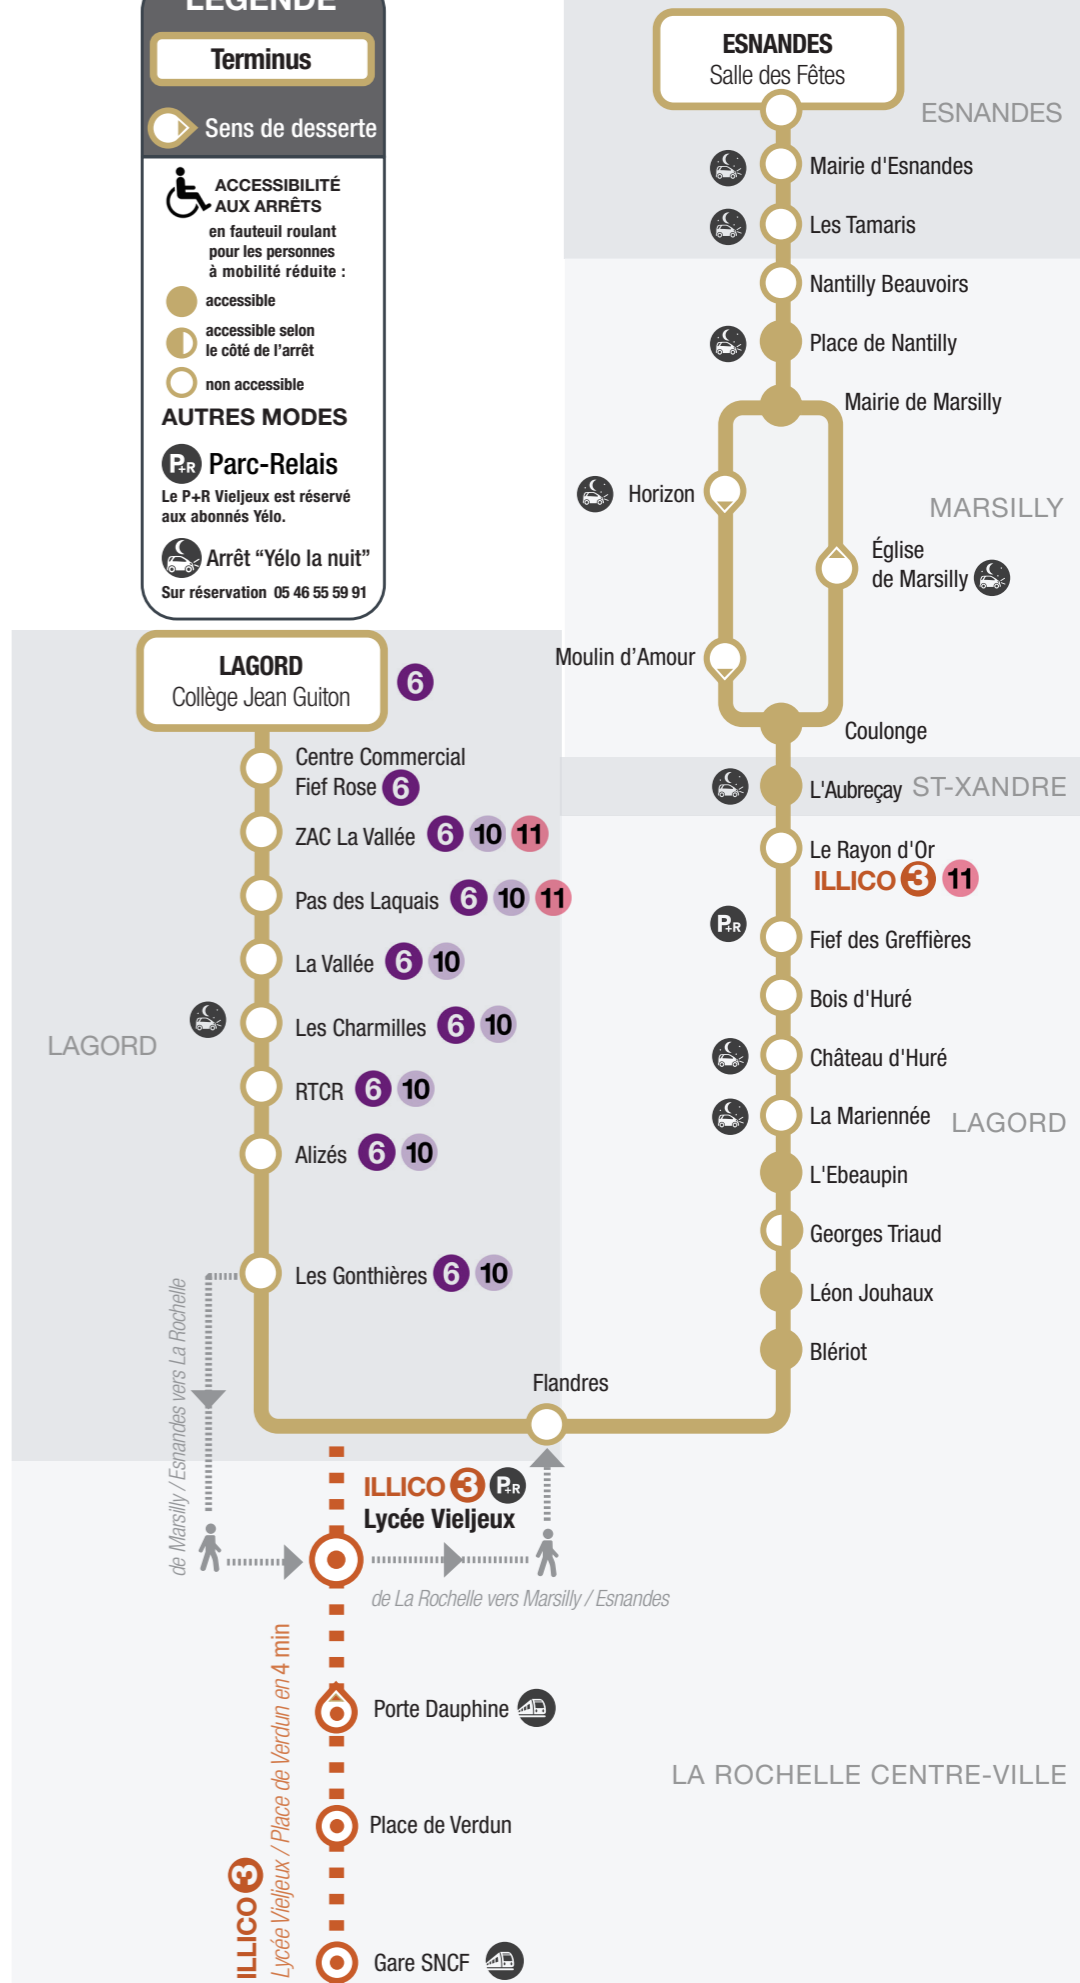 LÉGENDE
Terminus
Sens de desserte
ACCESSIBILITÉ
AUX ARRÊTS
en fauteuil roulant
pour les personnes
à mobilité réduite :
accessible
accessible selon
le côté de l'arrêt
non accessible
AUTRES MODES
P+R Parc-Relais
Le P+R Vieljeux est réservé
aux abonnés Yélo.
Arrêt “Yélo la nuit”
Sur réservation 05 46 55 59 91
ESNANDES
Salle des Fêtes
ESNANDES
Mairie d'Esnandes
Les Tamaris
Nantilly Beauvoirs
Place de Nantilly
Mairie de Marsilly
Horizon
MARSILLY
Église
de Marsilly
Moulin d’Amour
Coulonge
L'Aubreçay ST-XANDRE
Le Rayon d'Or
ILLICO 3 11
P+R
Fief des Greffières
Bois d'Huré
Château d'Huré
La Mariennée
LAGORD
L'Ebeaupin
Georges Triaud
Léon Jouhaux
Blériot
Flandres
LAGORD
Collège Jean Guiton
6
Centre Commercial
Fief Rose 6
ZAC La Vallée 6 10 11
Pas des Laquais 6 10 11
La Vallée 6 10
Les Charmilles 6 10
LAGORD
RTCR 6 10
Alizés 6 10
Les Gonthières 6 10
de Marsilly / Esnandes vers La Rochelle
ILLICO 3 P+R
Lycée Vieljeux
de La Rochelle vers Marsilly / Esnandes
ILLICO 3
Lycée Vieljeux / Place de Verdun en 4 min
Porte Dauphine
LA ROCHELLE CENTRE-VILLE
Place de Verdun
Gare SNCF